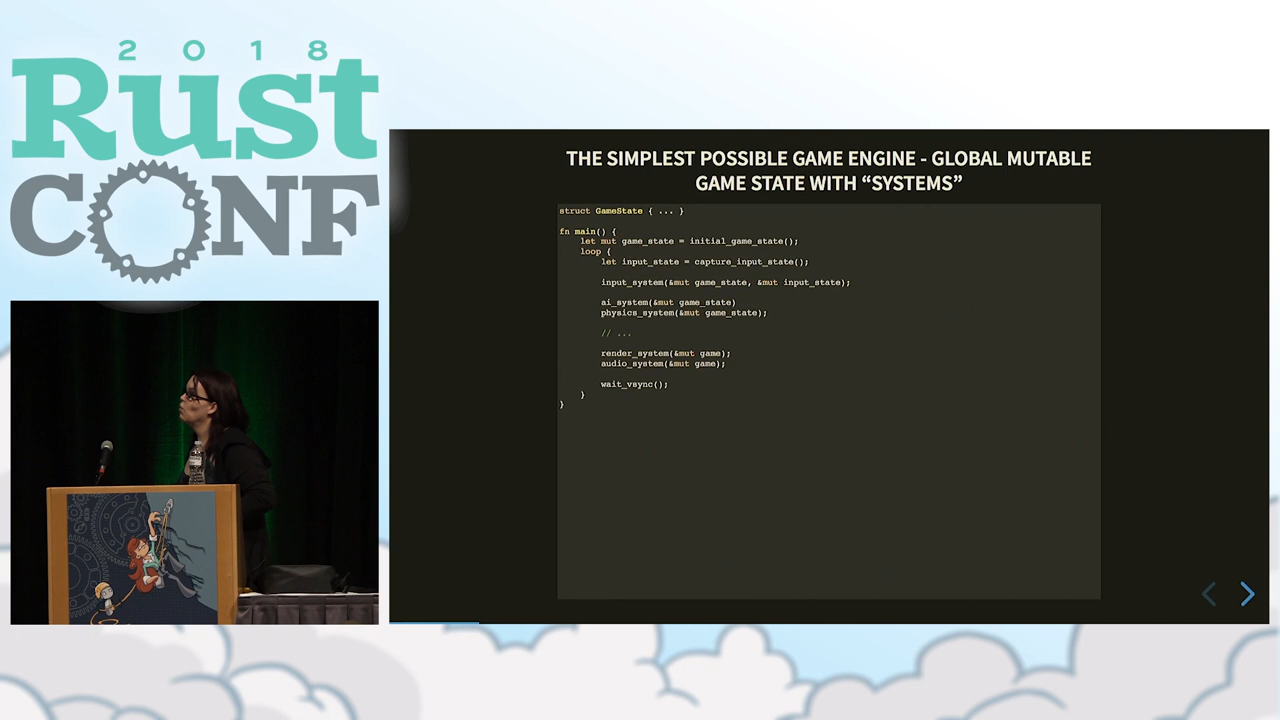 2018
Rust
CONF
THE SIMPLEST POSSIBLE GAME ENGINE - GLOBAL MUTABLE
GAME STATE WITH “SYSTEMS”
struct GameState { ... }
fn main() {
    let mut game_state = initial_game_state();
    loop {
        let input_state = capture_input_state();
        input_system(&mut game_state, &mut input_state);
        ai_system(&mut game_state)
        physics_system(&mut game_state);
        // ...
        render_system(&mut game);
        audio_system(&mut game);
        wait_vsync();
    }
}